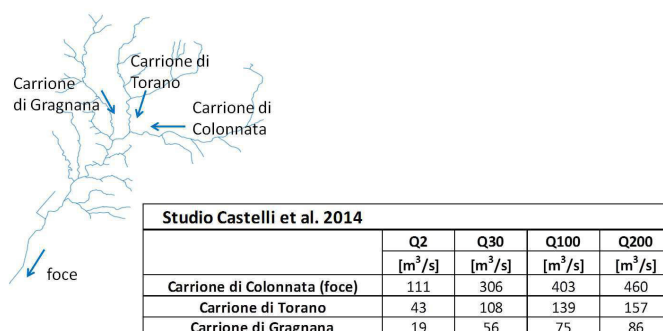 Carrione di
Torano
Carrione
di Gragnana
Carrione di
Colonnata
foce
Studio Castelli et al. 2014
Q2 Q30 Q100 Q200
[m³/s] [m³/s] [m³/s] [m³/s]
Carrione di Colonnata (foce) 111 306 403 460
Carrione di Torano 43 108 139 157
Carrione di Gragnana 19 56 75 86